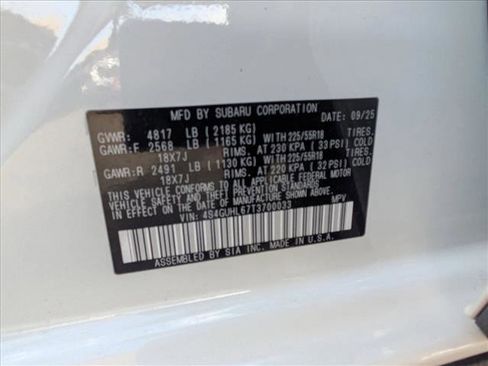 MFD BY SUBARU CORPORATION DATE: 09/25
GVWR: 4817 LB (2185 KG)
GAWR:F 2568 LB (1165 KG) WITH 225/55R18
18X7J RIMS. AT 230 KPA (33 PSI) COLD
GAWR:R 2491 LB (1130 KG) WITH 225/55R18
18X7J RIMS. AT 220 KPA (32 PSI) COLD
THIS VEHICLE CONFORMS TO ALL APPLICABLE FEDERAL MOTOR
VEHICLE SAFETY AND THEFT PREVENTION STANDARDS
IN EFFECT ON THE DATE OF MANUFACTURE SHOWN ABOVE.
VIN: 4S4GUHL67T3700033 MPV
ASSEMBLED BY SIA INC. MADE IN U.S.A.